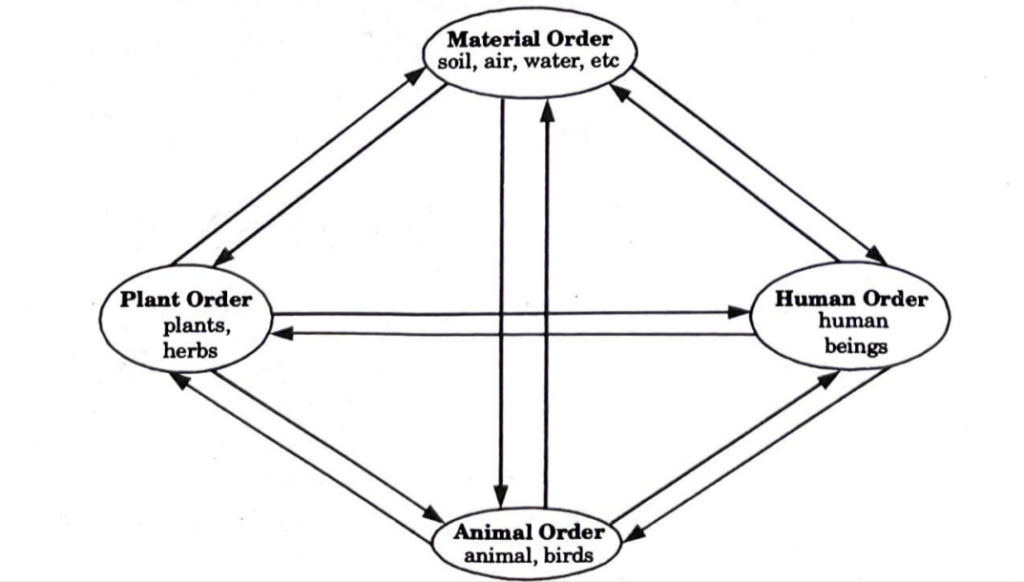 Material Order
soil, air, water, etc
Plant Order
plants,
herbs
Human Order
human
beings
Animal Order
animal, birds